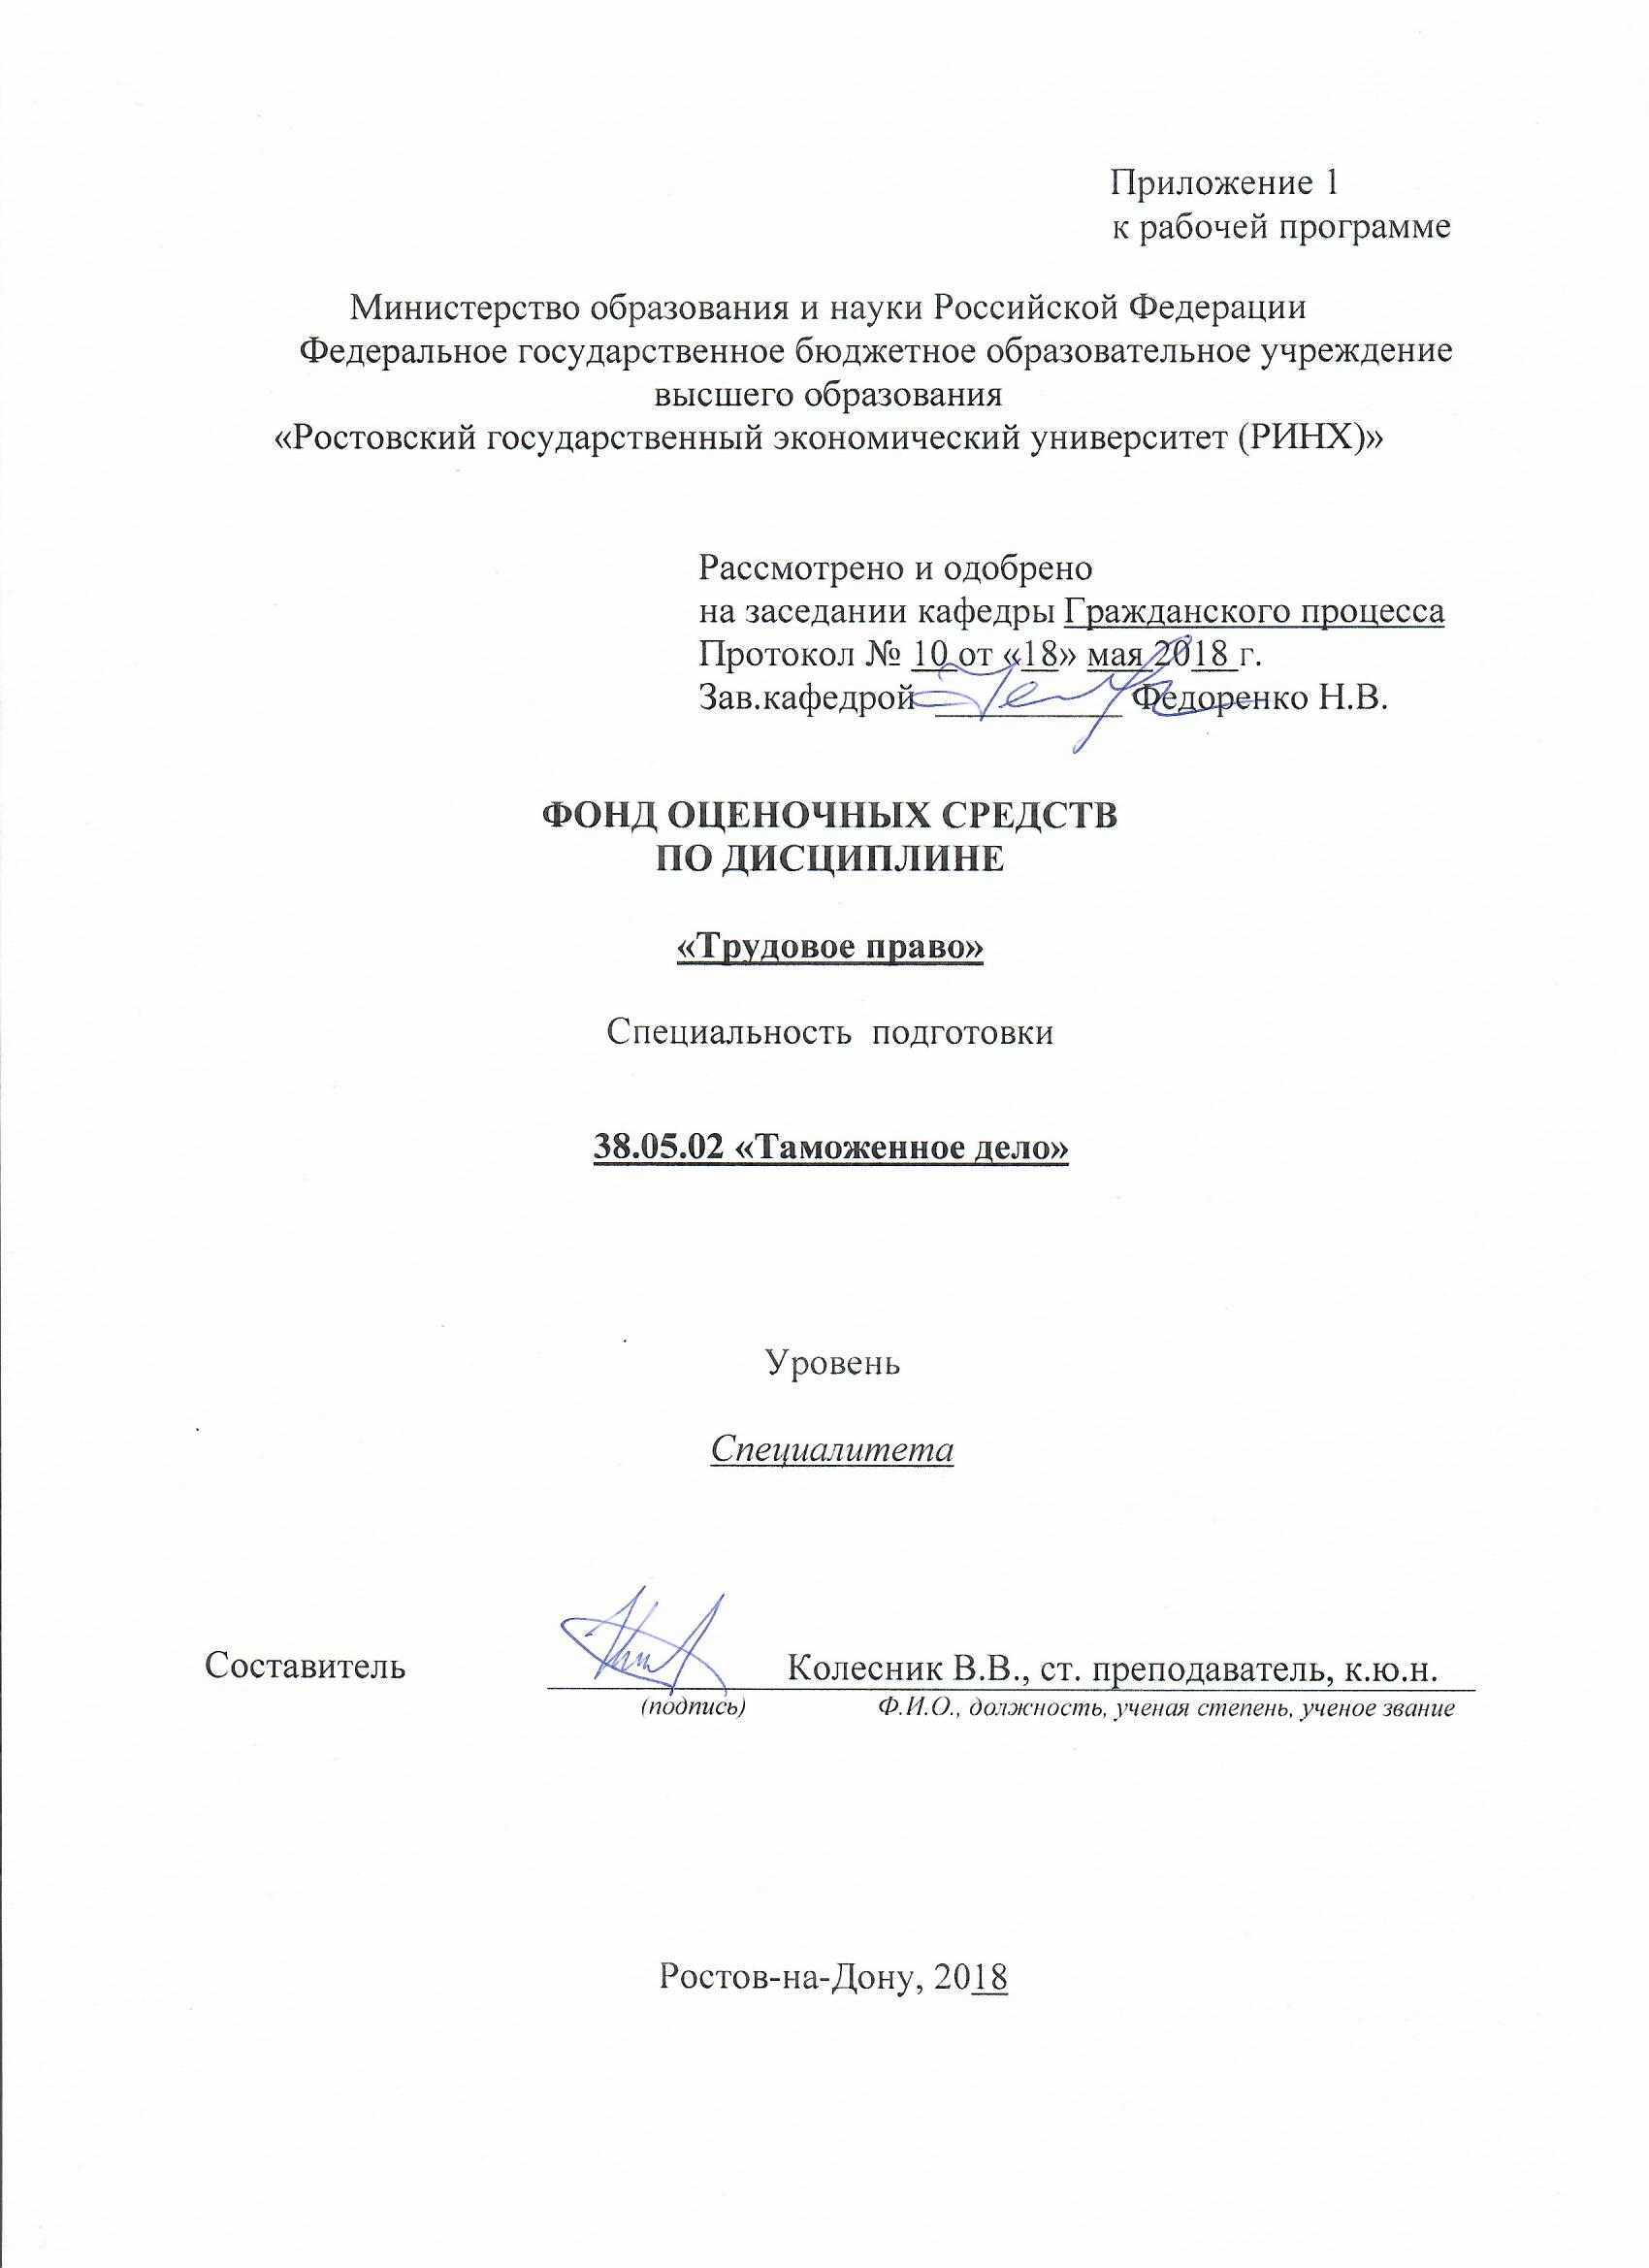 Приложение 1
к рабочей программе
Министерство образования и науки Российской Федерации
Федеральное государственное бюджетное образовательное учреждение
высшего образования
«Ростовский государственный экономический университет (РИНХ)»
Рассмотрено и одобрено
на заседании кафедры Гражданского процесса
Протокол № 10 от «18» мая 2018 г.
Зав.кафедрой __________ Федоренко Н.В.
ФОНД ОЦЕНОЧНЫХ СРЕДСТВ
ПО ДИСЦИПЛИНЕ
«Трудовое право»
Специальность подготовки
38.05.02 «Таможенное дело»
Уровень
Специалитета
Составитель Колесник В.В., ст. преподаватель, к.ю.н.
(подпись) Ф.И.О., должность, ученая степень, ученое звание
Ростов-на-Дону, 2018